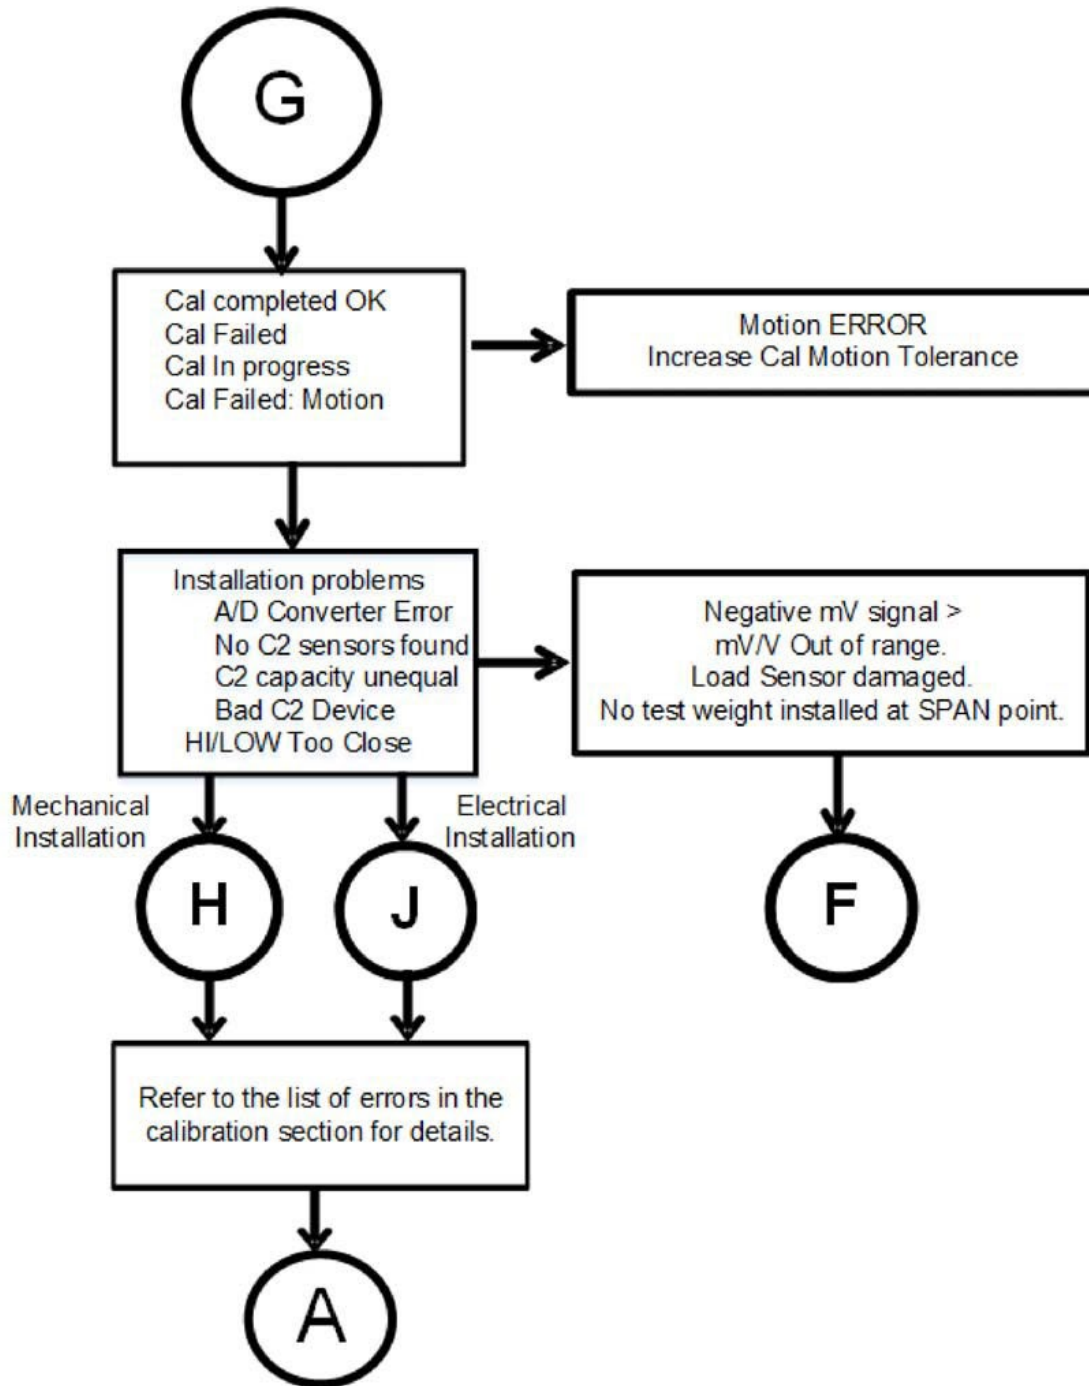 G
Cal completed OK
Cal Failed
Cal In progress
Cal Failed: Motion
Motion ERROR
Increase Cal Motion Tolerance
Installation problems
A/D Converter Error
No C2 sensors found
C2 capacity unequal
Bad C2 Device
HI/LOW Too Close
Negative mV signal >
mV/V Out of range.
Load Sensor damaged.
No test weight installed at SPAN point.
Mechanical
Installation
Electrical
Installation
H
J
F
Refer to the list of errors in the
calibration section for details.
A